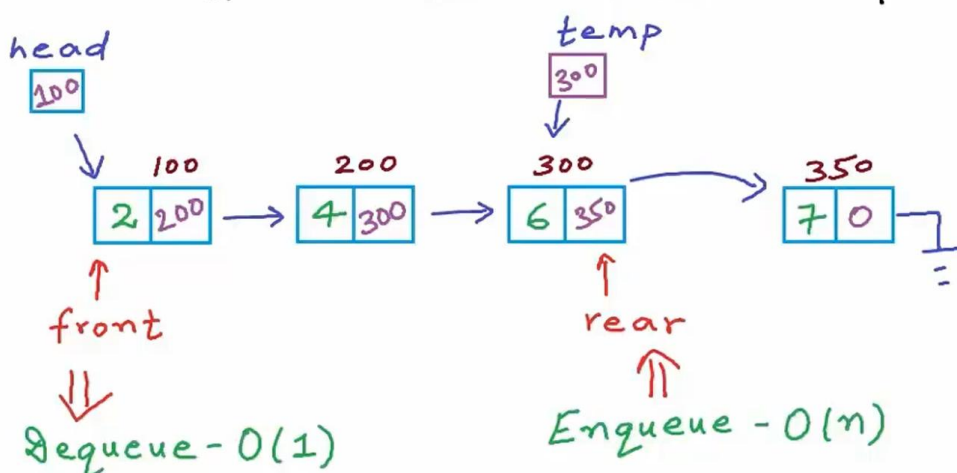 head
temp
100
300
100 200 300 350
2 200 4 300 6 350 7 0
front
rear
Dequeue - O(1)
Enqueue - O(n)